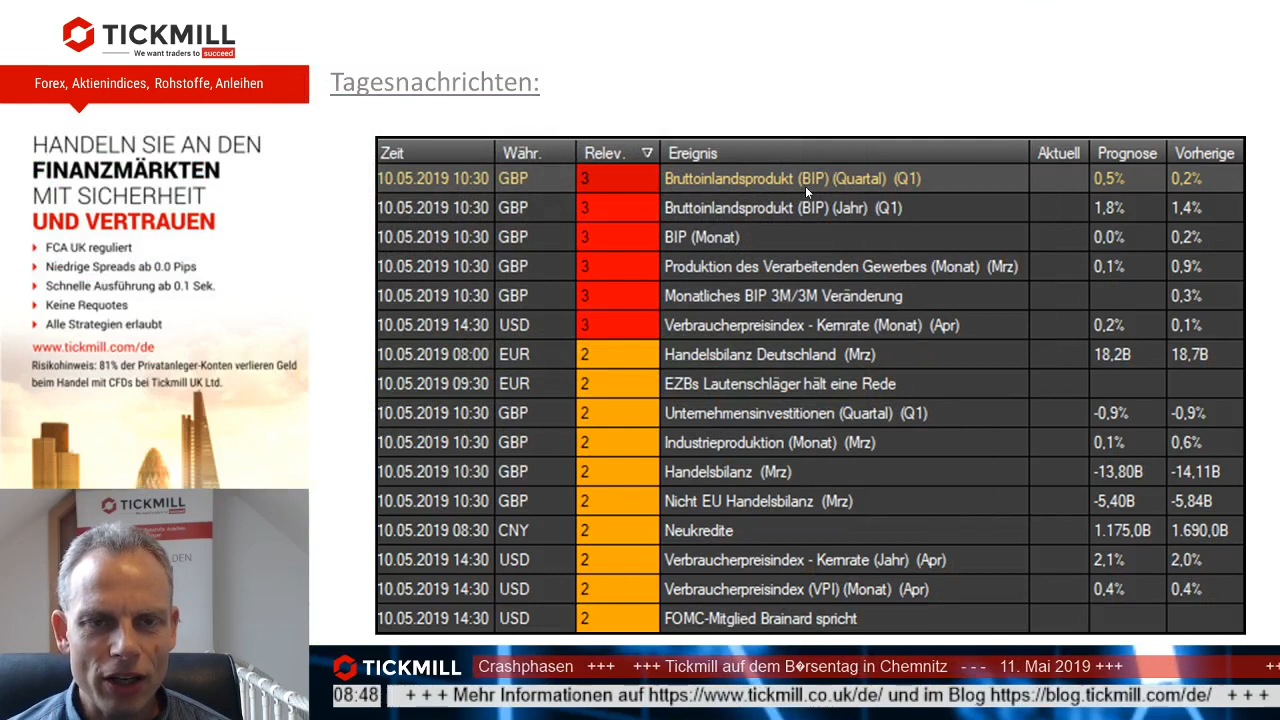 TICKMILL
We want traders to succeed
Forex, Aktienindices, Rohstoffe, Anleihen
HANDELN SIE AN DEN
FINANZMÄRKTEN
MIT SICHERHEIT
UND VERTRAUEN
FCA UK reguliert
Niedrige Spreads ab 0.0 Pips
Schnelle Ausführung ab 0.1 Sek.
Keine Requotes
Alle Strategien erlaubt
www.tickmill.com/de
Risikohinweis: 81% der Privatanleger-Konten verlieren Geld
beim Handel mit CFDs bei Tickmill UK Ltd.
TICKMILL
Tagesnachrichten:
Zeit Währ. Relev. Ereignis Aktuell Prognose Vorherige
10.05.2019 10:30 GBP 3 Bruttoinlandsprodukt (BIP) (Quartal) (Q1) 0,5% 0,2%
10.05.2019 10:30 GBP 3 Bruttoinlandsprodukt (BIP) (Jahr) (Q1) 1,8% 1,4%
10.05.2019 10:30 GBP 3 BIP (Monat) 0,0% 0,2%
10.05.2019 10:30 GBP 3 Produktion des Verarbeitenden Gewerbes (Monat) (Mrz) 0,1% 0,9%
10.05.2019 10:30 GBP 3 Monatliches BIP 3M/3M Veränderung 0,3%
10.05.2019 14:30 USD 3 Verbraucherpreisindex - Kernrate (Monat) (Apr) 0,2% 0,1%
10.05.2019 08:00 EUR 2 Handelsbilanz Deutschland (Mrz) 18,2B 18,7B
10.05.2019 09:30 EUR 2 EZBs Lautenschläger hält eine Rede
10.05.2019 10:30 GBP 2 Unternehmensinvestitionen (Quartal) (Q1) -0,9% -0,9%
10.05.2019 10:30 GBP 2 Industrieproduktion (Monat) (Mrz) 0,1% 0,6%
10.05.2019 10:30 GBP 2 Handelsbilanz (Mrz) -13,80B -14,11B
10.05.2019 10:30 GBP 2 Nicht EU Handelsbilanz (Mrz) -5,40B -5,84B
10.05.2019 08:30 CNY 2 Neukredite 1.175,0B 1.690,0B
10.05.2019 14:30 USD 2 Verbraucherpreisindex - Kernrate (Jahr) (Apr) 2,1% 2,0%
10.05.2019 14:30 USD 2 Verbraucherpreisindex (VPI) (Monat) (Apr) 0,4% 0,4%
10.05.2019 14:30 USD 2 FOMC-Mitglied Brainard spricht
TICKMILL Crashphasen +++ +++ Tickmill auf dem B�rsentag in Chemnitz - - - 11. Mai 2019 +++ ++
08:48 + + + Mehr Informationen auf https://www.tickmill.co.uk/de/ und im Blog https://blog.tickmill.com/de/ + + +